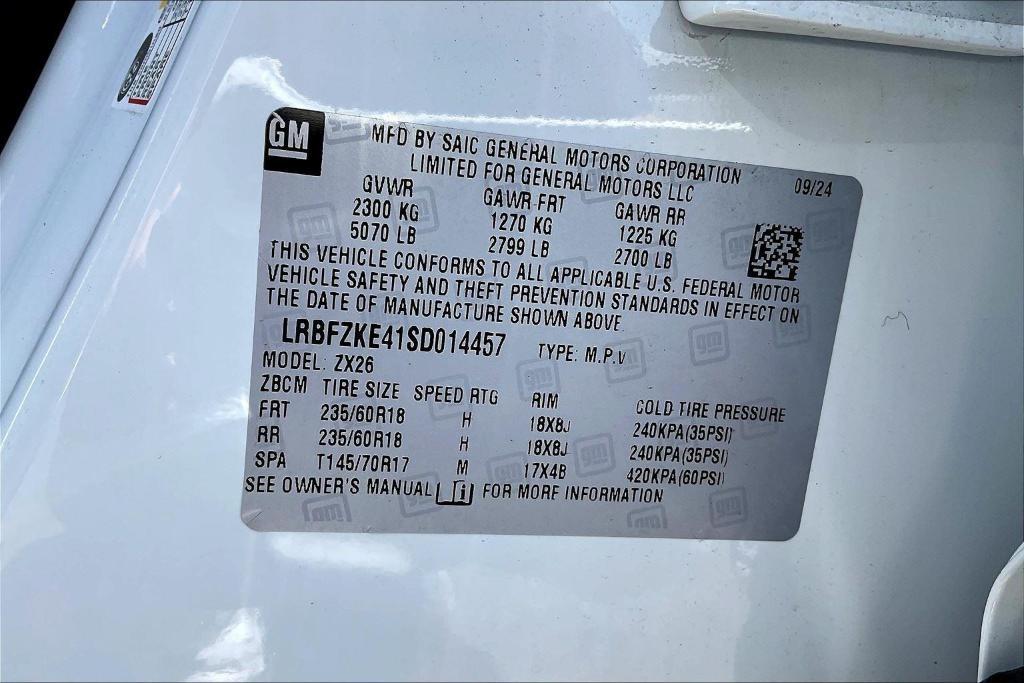 GM
MFD BY SAIC GENERAL MOTORS CORPORATION
LIMITED FOR GENERAL MOTORS LLC
09/24
GVWR GAWR FRT GAWR RR
2300 KG 1270 KG 1225 KG
5070 LB 2799 LB 2700 LB
THIS VEHICLE CONFORMS TO ALL APPLICABLE U.S. FEDERAL MOTOR
VEHICLE SAFETY AND THEFT PREVENTION STANDARDS IN EFFECT ON
THE DATE OF MANUFACTURE SHOWN ABOVE.
LRBFZKE41SD014457 TYPE: M.P.V
MODEL: ZX26
ZBCM TIRE SIZE SPEED RTG RIM COLD TIRE PRESSURE
FRT 235/60R18 H 18X8J 240KPA(35PSI)
RR 235/60R18 H 18X8J 240KPA(35PSI)
SPA T145/70R17 M 17X4B 420KPA(60PSI)
SEE OWNER'S MANUAL i FOR MORE INFORMATION